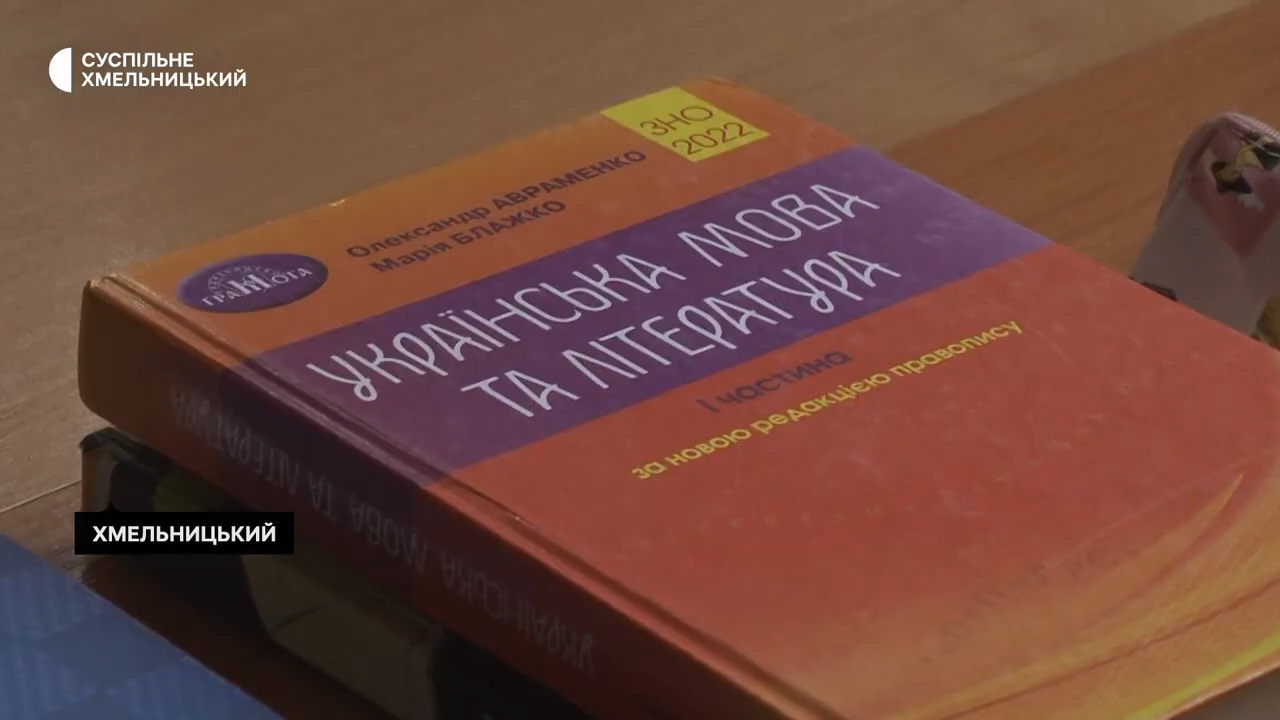 СУСПІЛЬНЕ
ХМЕЛЬНИЦЬКИЙ
ЗНО
2022
Олександр АВРАМЕНКО
Марія БЛАЖКО
ГРАМОТА
УКРАЇНСЬКА МОВА
ТА ЛІТЕРАТУРА
І частина
за новою редакцією правопису
УКРАЇНСЬКА МОВА ТА ЛІТЕРАТУРА
ХМЕЛЬНИЦЬКИЙ